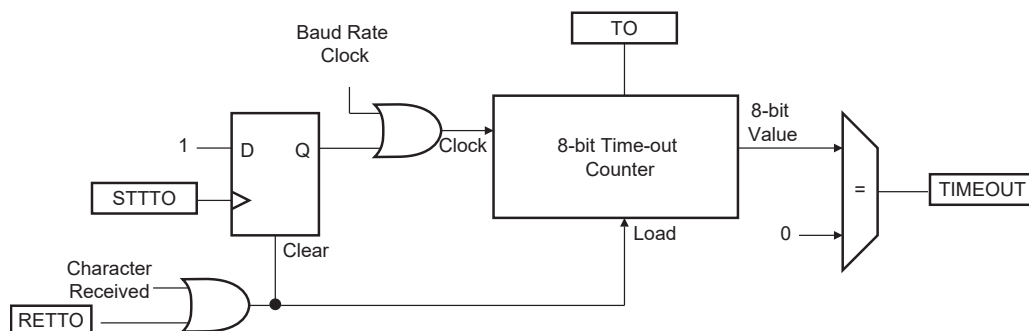 Baud Rate
Clock
TO
1
D
Q
Clock
8-bit Time-out
Counter
8-bit
Value
STTTO
=
TIMEOUT
Clear
Load
0
Character
Received
RETTO